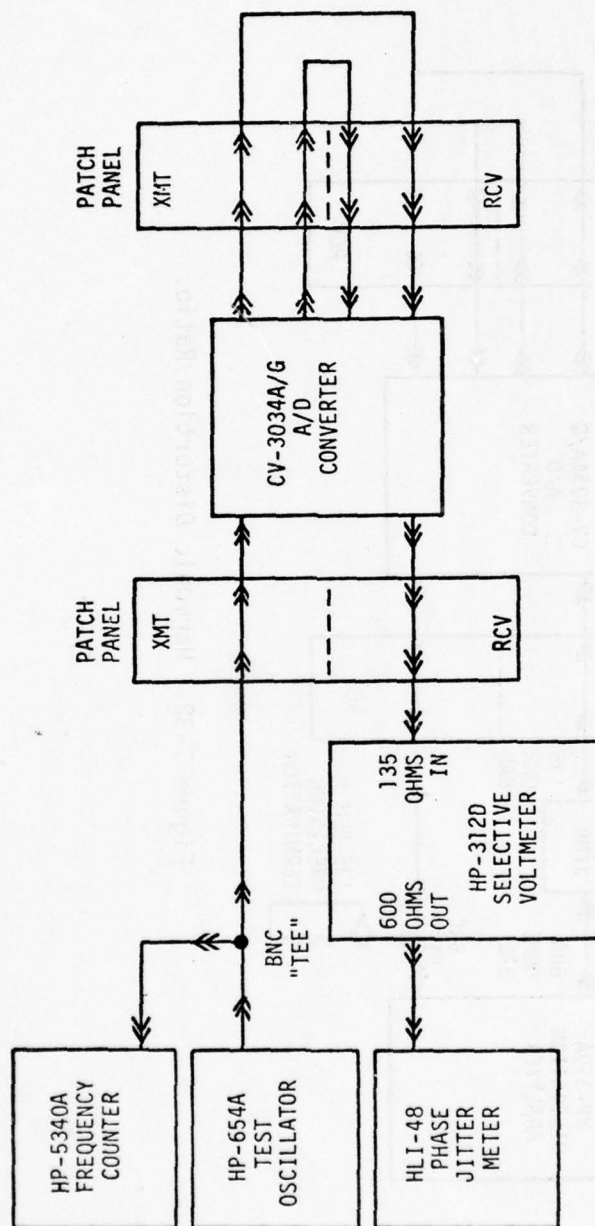 HP-5340A
FREQUENCY
COUNTER
HP-654A
TEST
OSCILLATOR
HLI-48
PHASE
JITTER
METER
BNC
"TEE"
600
OHMS
OUT
135
OHMS
IN
HP-312D
SELECTIVE
VOLTMETER
PATCH
PANEL
XMT
RCV
CV-3034A/G
A/D
CONVERTER
PATCH
PANEL
XMT
RCV